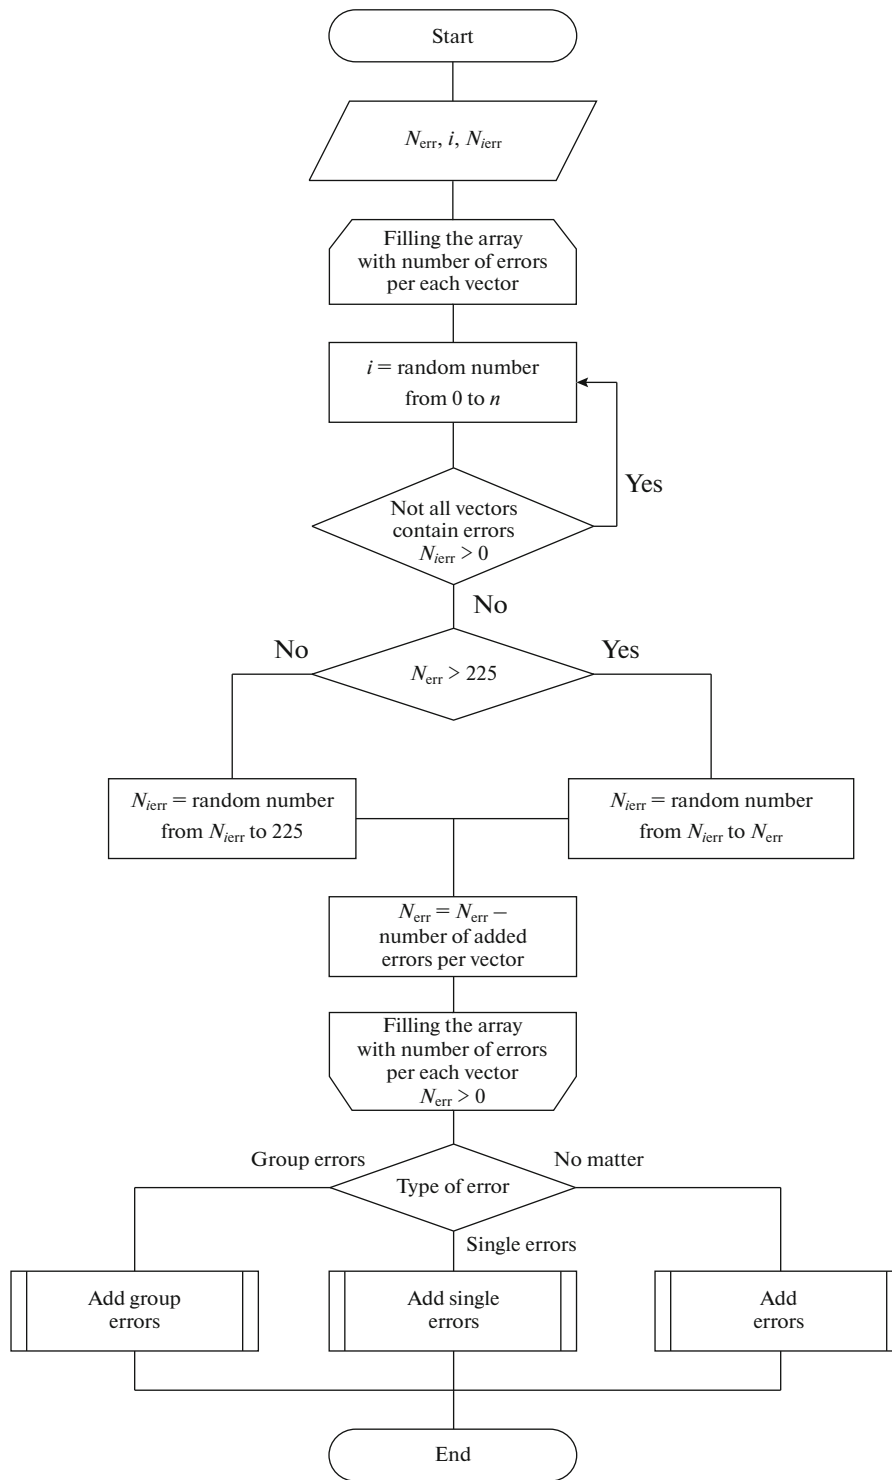 Start
N_err, i, N_ierr
Filling the array
with number of errors
per each vector
i = random number
from 0 to n
Yes
Not all vectors
contain errors
N_ierr > 0
No
No
Yes
N_err > 225
N_ierr = random number
from N_ierr to 225
N_ierr = random number
from N_ierr to N_err
N_err = N_err –
number of added
errors per vector
Filling the array
with number of errors
per each vector
N_err > 0
Group errors
No matter
Type of error
Single errors
Add group
errors
Add single
errors
Add
errors
End